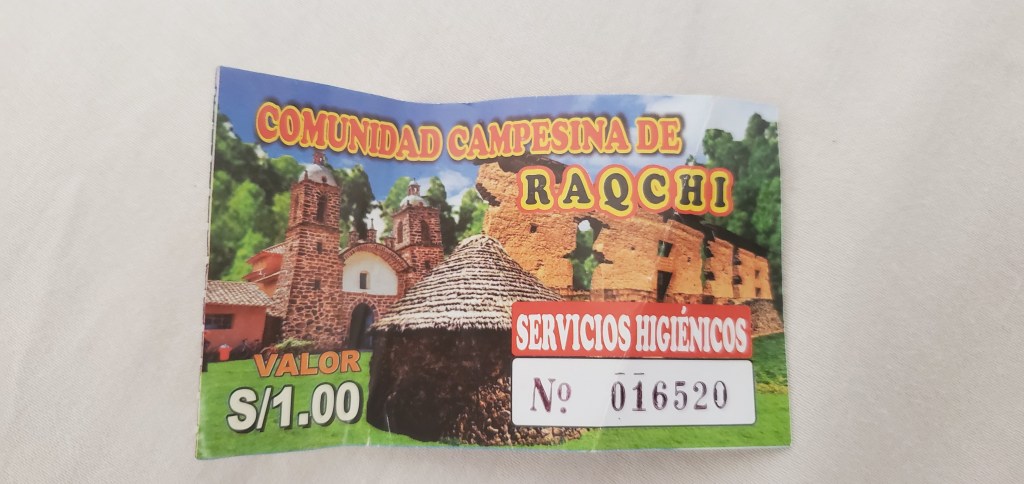 COMUNIDAD CAMPESINA DE
RAQCHI
SERVICIOS HIGIÉNICOS
VALOR
S/1.00
Nº 016520